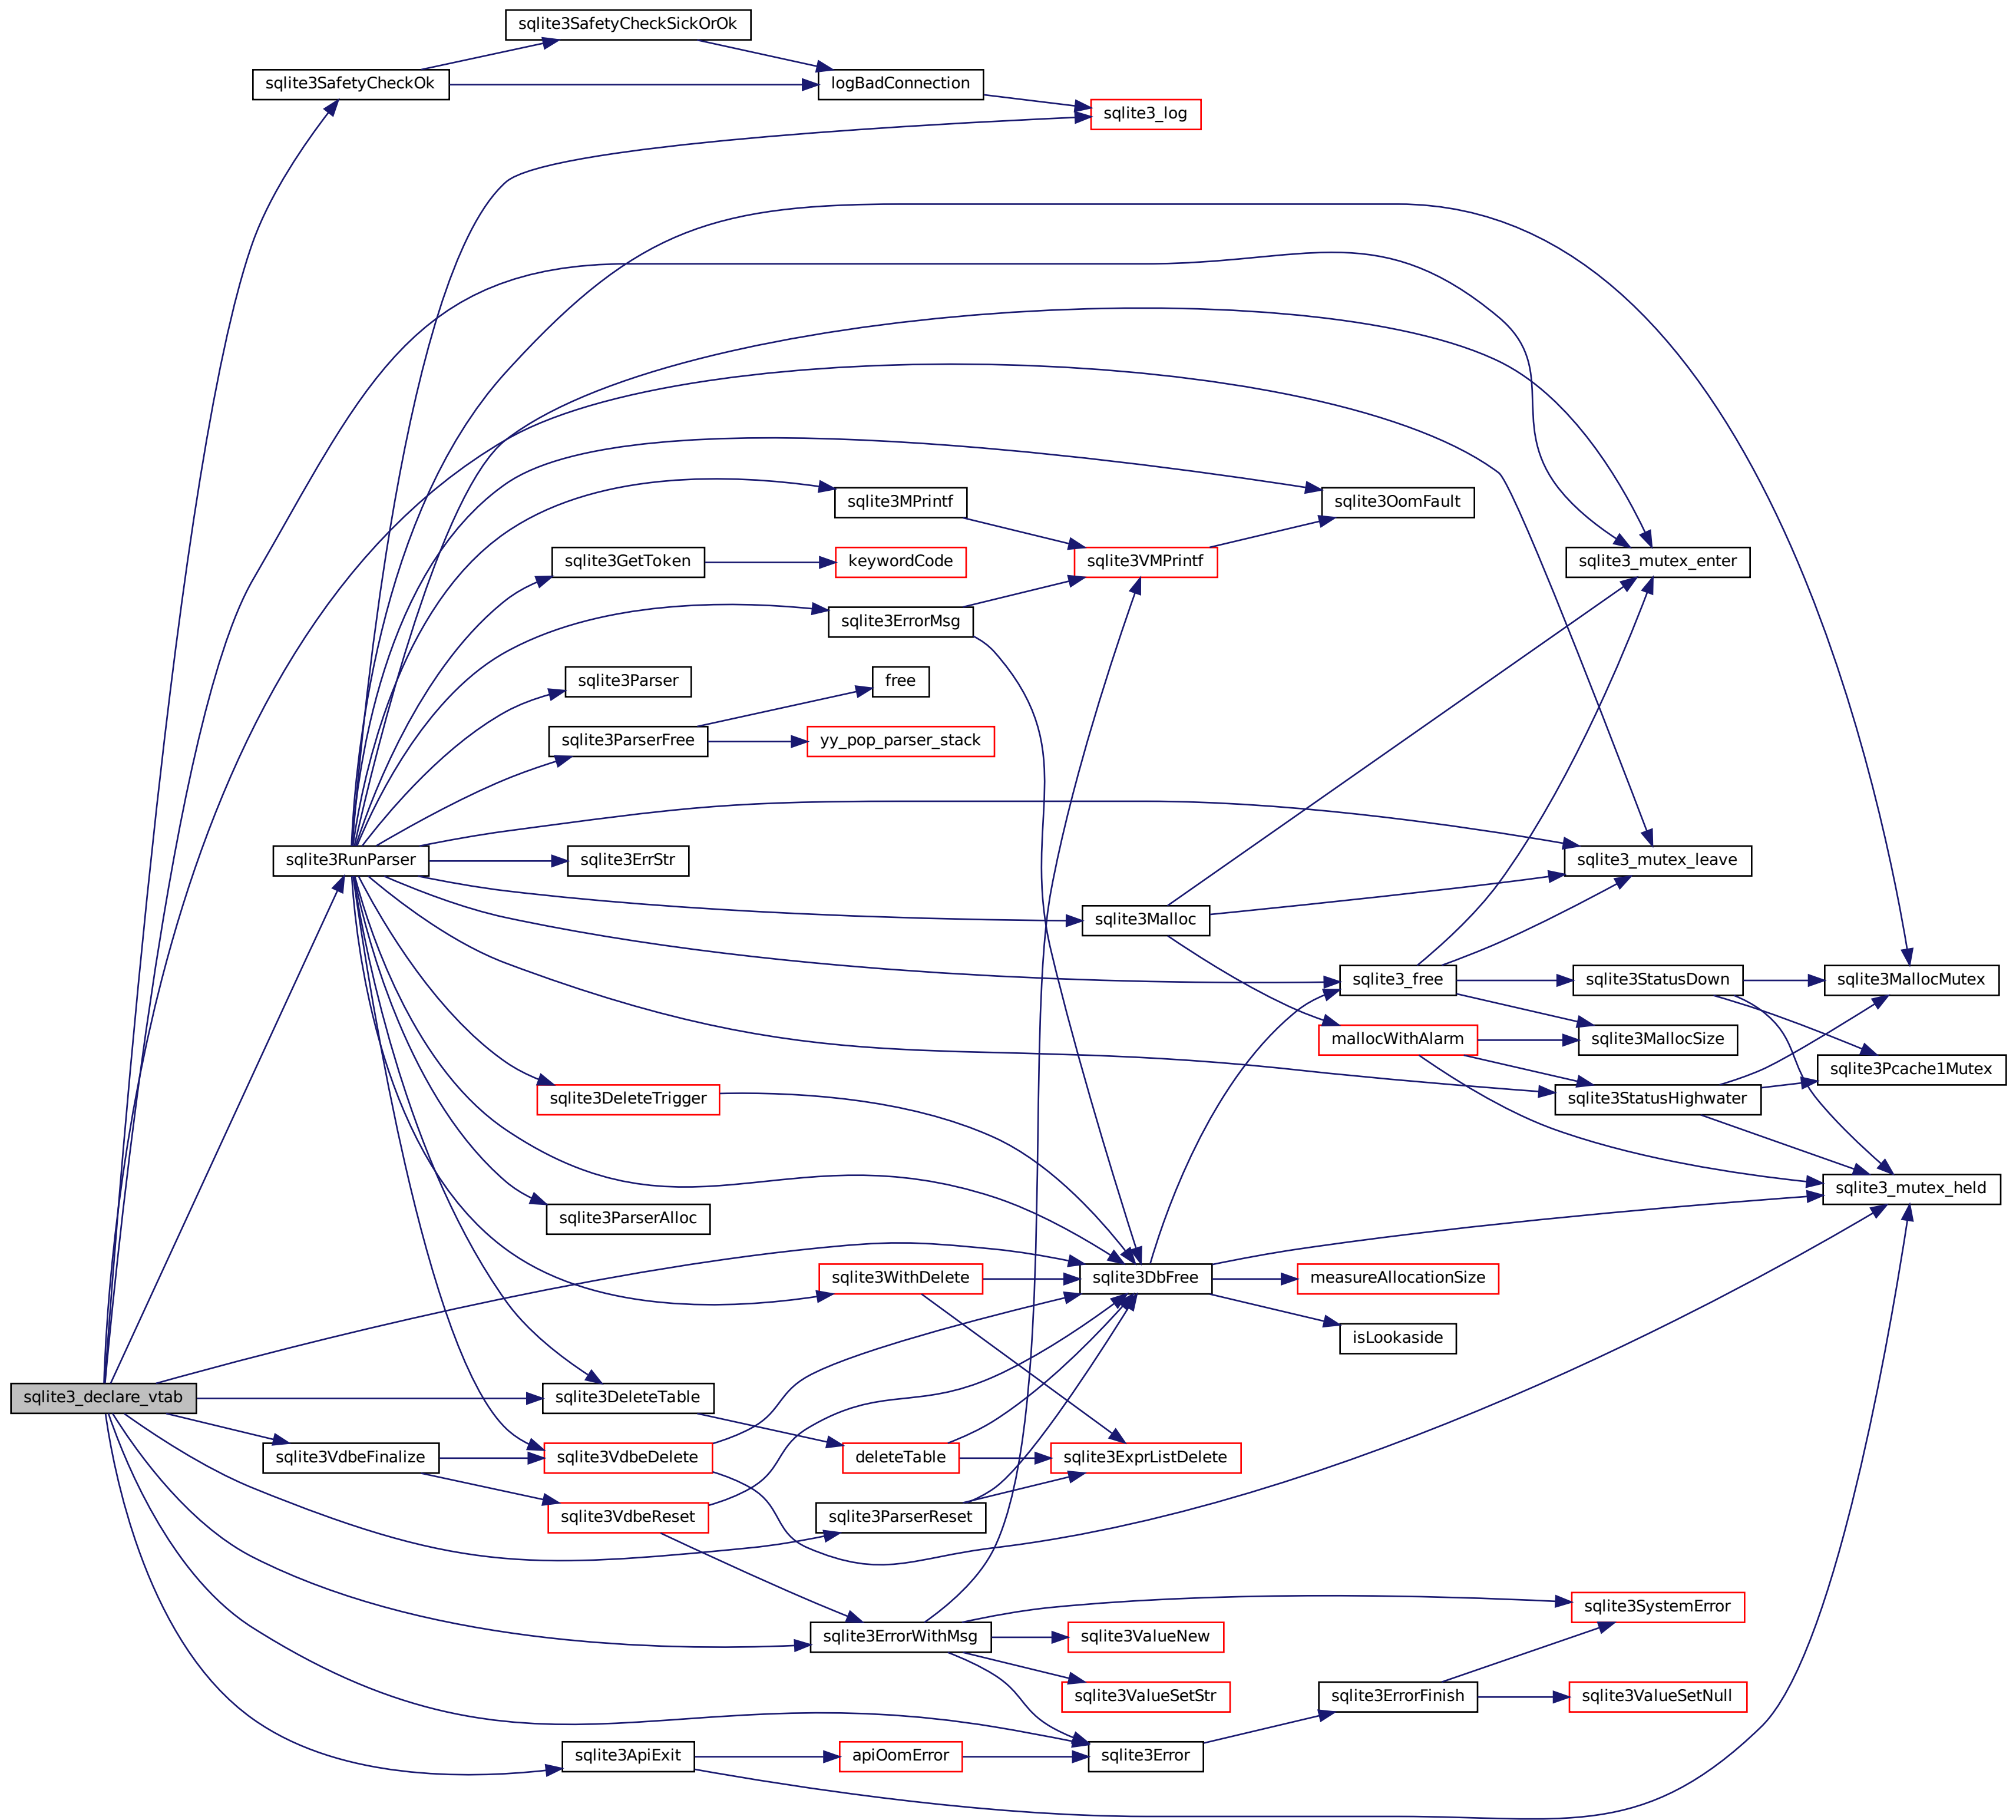 sqlite3SafetyCheckSickOrOk
sqlite3SafetyCheckOk
logBadConnection
sqlite3_log
sqlite3MPrintf
sqlite3OomFault
sqlite3GetToken
keywordCode
sqlite3VMPrintf
sqlite3_mutex_enter
sqlite3ErrorMsg
sqlite3Parser
free
sqlite3ParserFree
yy_pop_parser_stack
sqlite3RunParser
sqlite3ErrStr
sqlite3_mutex_leave
sqlite3Malloc
sqlite3_free
sqlite3StatusDown
sqlite3MallocMutex
mallocWithAlarm
sqlite3MallocSize
sqlite3Pcache1Mutex
sqlite3DeleteTrigger
sqlite3StatusHighwater
sqlite3_mutex_held
sqlite3ParserAlloc
sqlite3WithDelete
sqlite3DbFree
measureAllocationSize
isLookaside
sqlite3_declare_vtab
sqlite3DeleteTable
sqlite3VdbeFinalize
sqlite3VdbeDelete
deleteTable
sqlite3ExprListDelete
sqlite3VdbeReset
sqlite3ParserReset
sqlite3SystemError
sqlite3ErrorWithMsg
sqlite3ValueNew
sqlite3ValueSetStr
sqlite3ErrorFinish
sqlite3ValueSetNull
sqlite3ApiExit
apiOomError
sqlite3Error